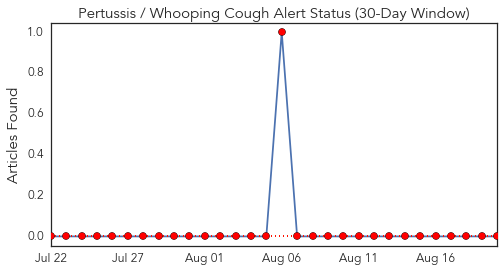 Pertussis / Whooping Cough Alert Status (30-Day Window)
Articles Found
1.0
0.8
0.6
0.4
0.2
0.0
Jul 22 Jul 27 Aug 01 Aug 06 Aug 11 Aug 16